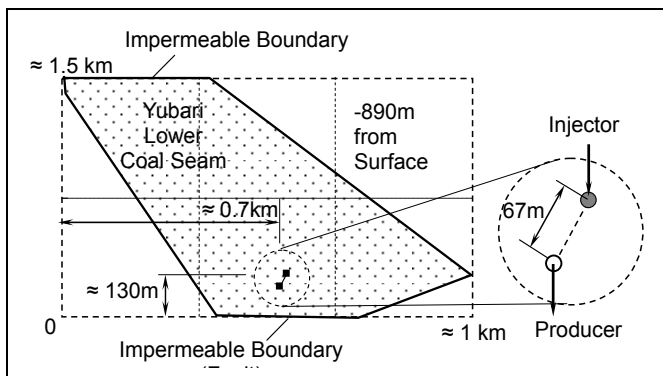 Impermeable Boundary
≈ 1.5 km
Yubari
Lower
Coal Seam
-890m
from
Surface
Injector
≈ 0.7km
67m
≈ 130m
0
≈ 1 km
Producer
Impermeable Boundary